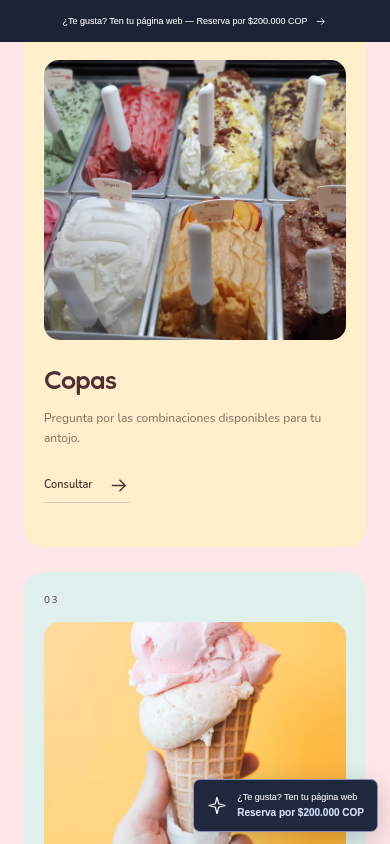 ¿Te gusta? Ten tu página web — Reserva por $200.000 COP →
Copas
Pregunta por las combinaciones disponibles para tu
antojo.
Consultar →
03
¿Te gusta? Ten tu página web
Reserva por $200.000 COP